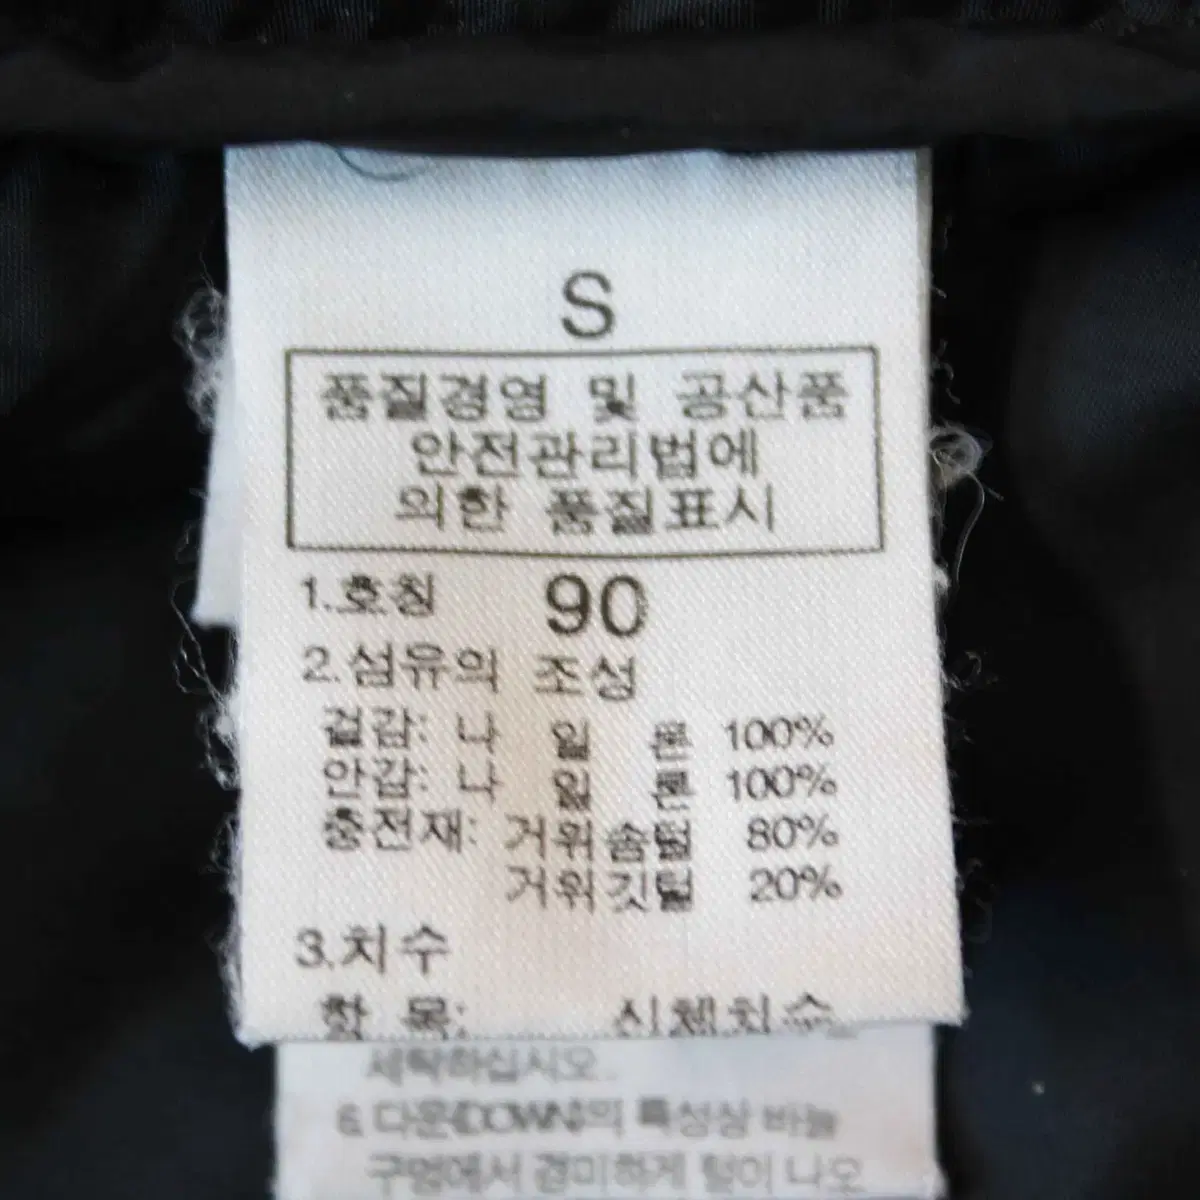 S
품질경영 및 공산품
안전관리법에
의한 품질표시
1.호칭 90
2.섬유의 조성
겉감: 나 일 론 100%
안감: 나 일 론 100%
충전재: 거위솜털 80%
거위깃털 20%
3.치수
항 목: 신체치수
세탁하십시오.
6.다운(DOWN)의 특성상 바늘
구멍에서 경미하게 털이 나오